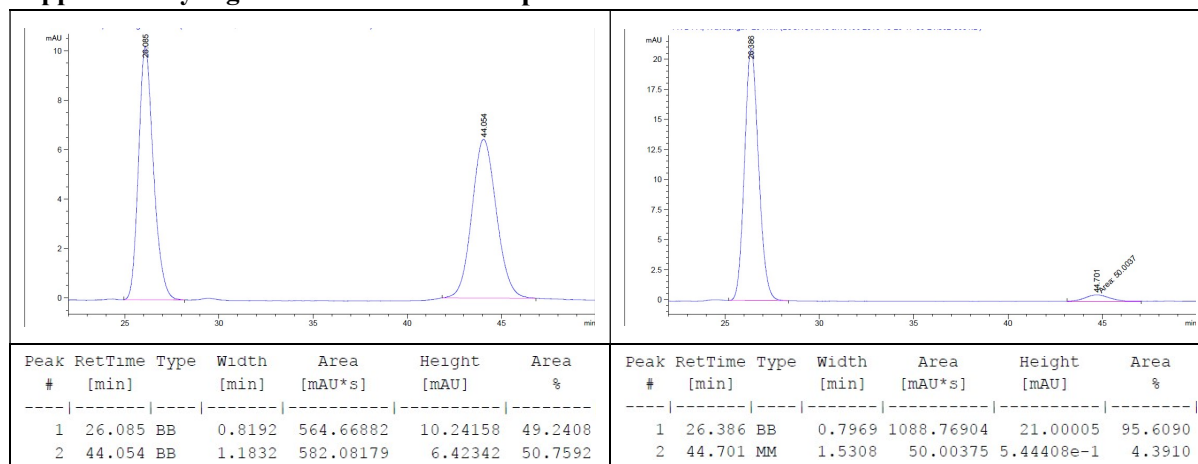 mAU
10
8
6
4
2
0
26.085
44.054
25
30
35
40
45
min
mAU
20
17.5
15
12.5
10
7.5
5
2.5
0
26.386
44.701
Area: 50.0037
25
30
35
40
45
min
Peak RetTime Type Width Area Height Area
# [min] [min] [mAU*s] [mAU] %
----|-------|----|-------|----------|----------|--------
1 26.085 BB 0.8192 564.66882 10.24158 49.2408
2 44.054 BB 1.1832 582.08179 6.42342 50.7592
Peak RetTime Type Width Area Height Area
# [min] [min] [mAU*s] [mAU] %
----|-------|----|-------|----------|----------|--------|
1 26.386 BB 0.7969 1088.76904 21.00005 95.6090
2 44.701 MM 1.5308 50.00375 5.44408e-1 4.3910